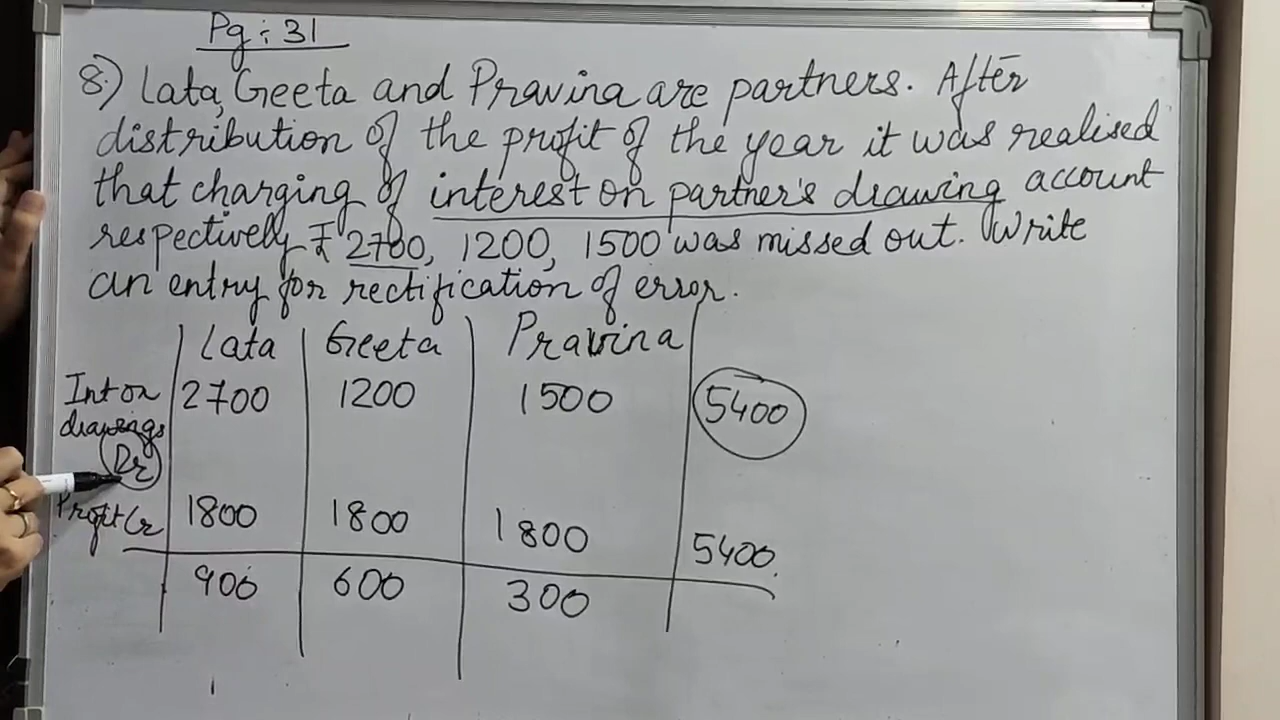 Pg: 31
8.) Lata, Geeta and Pravina are partners. After
distribution of the profit of the year it was realised
that charging of interest on partner's drawing account
respectively ₹ 2700, 1200, 1500 was missed out. Write
an entry for rectification of error.
Lata Geeta Pravina
Int on drawings Dr 2700 1200 1500 5400
Profit Cr 1800 1800 1800 5400
900 600 300